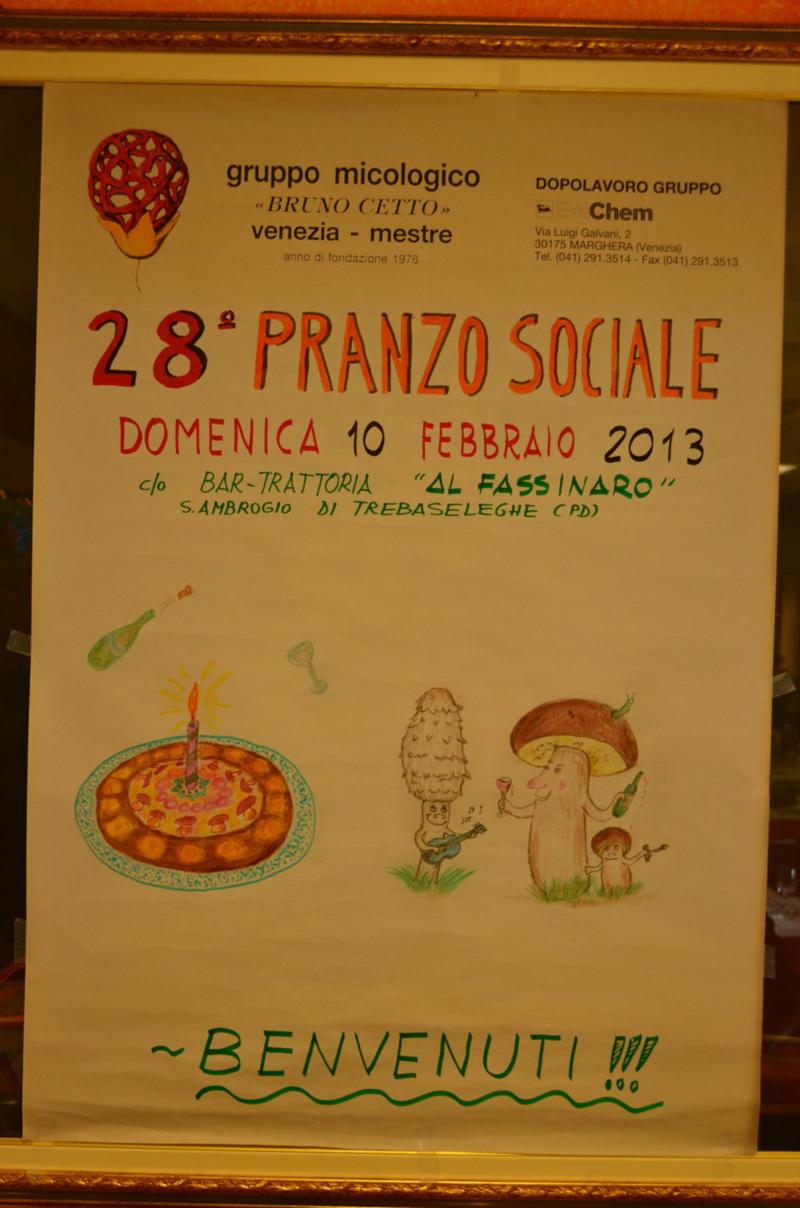 gruppo micologico
«BRUNO CETTO»
venezia - mestre
anno di fondazione 1976
DOPOLAVORO GRUPPO
EniChem
Via Luigi Galvani, 2
30175 MARGHERA (Venezia)
Tel. (041) 291.3514 - Fax (041) 291.3513
28° PRANZO SOCIALE
DOMENICA 10 FEBBRAIO 2013
c/o BAR-TRATTORIA "AL FASSINARO"
S. AMBROGIO DI TREBASELEGHE (PD)
~BENVENUTI!!!